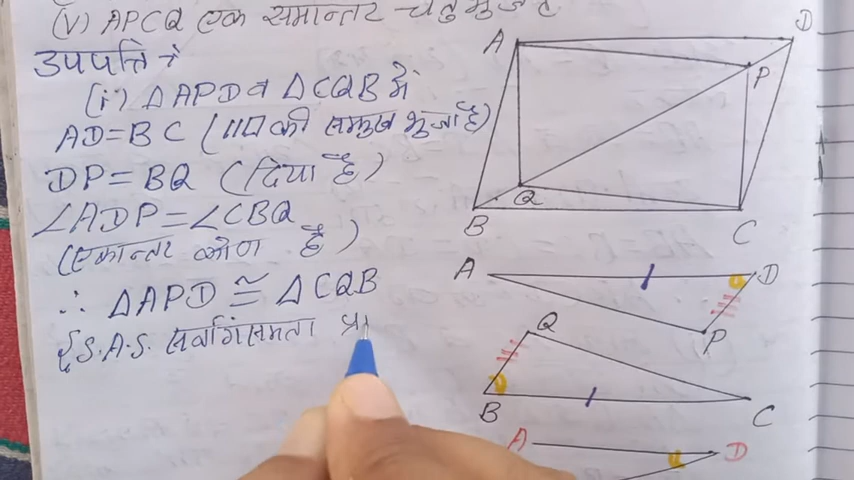 (V) APCQ एक समान्तर चतुर्भुज है
उपपत्ति →
(i) △APD व △CQB में
AD=BC (||□ की सम्मुख भुजा है)
DP=BQ (दिया है)
∠ADP=∠CBQ
(एकान्तर कोण है)
∴ △APD ≅ △CQB
{S.A.S. सर्वांगसमता
A
D
P
Q
B
C
A
D
P
Q
B
C
A
D